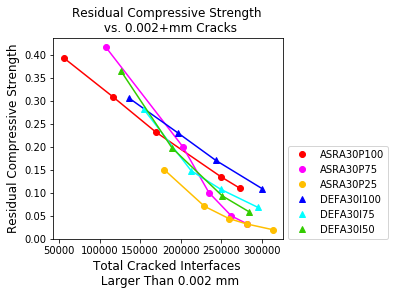 Residual Compressive Strength
vs. 0.002+mm Cracks
Residual Compressive Strength
0.40
0.35
0.30
0.25
0.20
0.15
0.10
0.05
0.00
50000 100000 150000 200000 250000 300000
Total Cracked Interfaces
Larger Than 0.002 mm
ASRA30P100
ASRA30P75
ASRA30P25
DEFA30I100
DEFA30I75
DEFA30I50